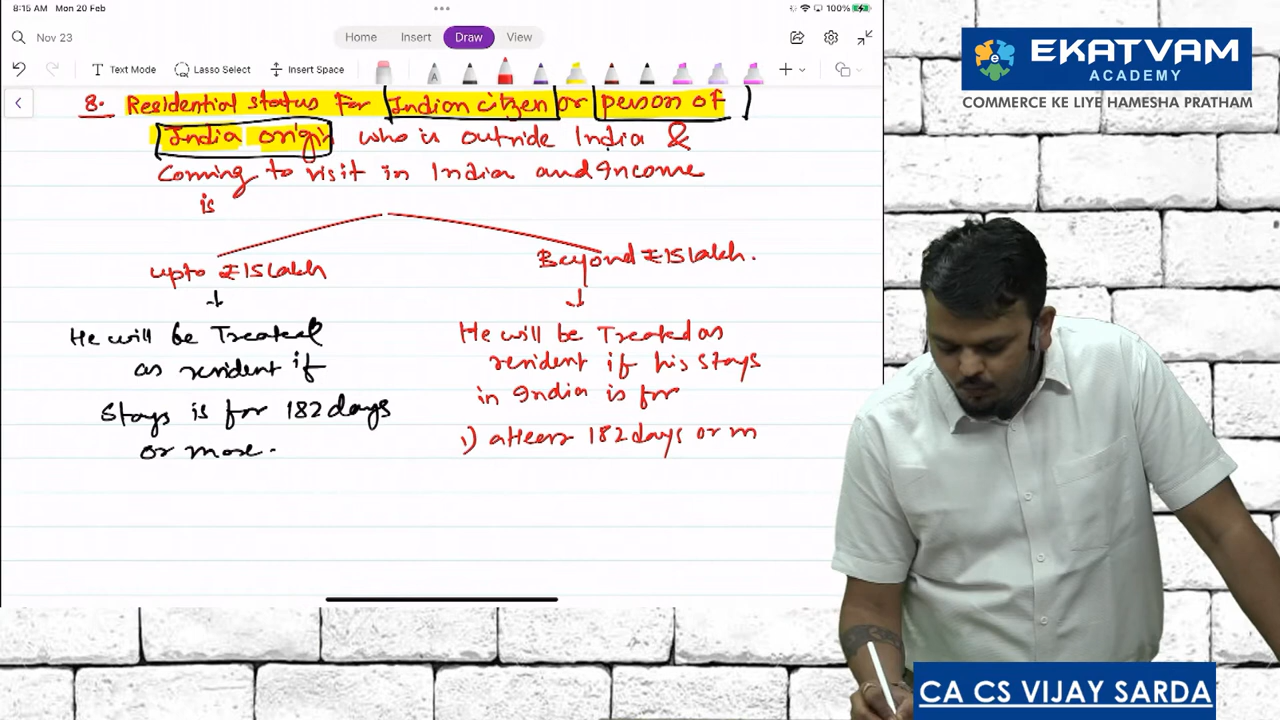 8:15 AM Mon 20 Feb
100%
Nov 23
Home Insert Draw View
Text Mode Lasso Select Insert Space
EKATVAM
ACADEMY
COMMERCE KE LIYE HAMESHA PRATHAM
8. Residential status for Indian citizen or person of
India origin who is outside India &
Coming to visit in India and Income
is
upto ₹15 Lakh
He will be Treated
as resident if
Stays is for 182 days
or more.
Beyond ₹15 Lakh.
He will be Treated as
resident if his stays
in India is for
1) atleast 182 days or m
CA CS VIJAY SARDA